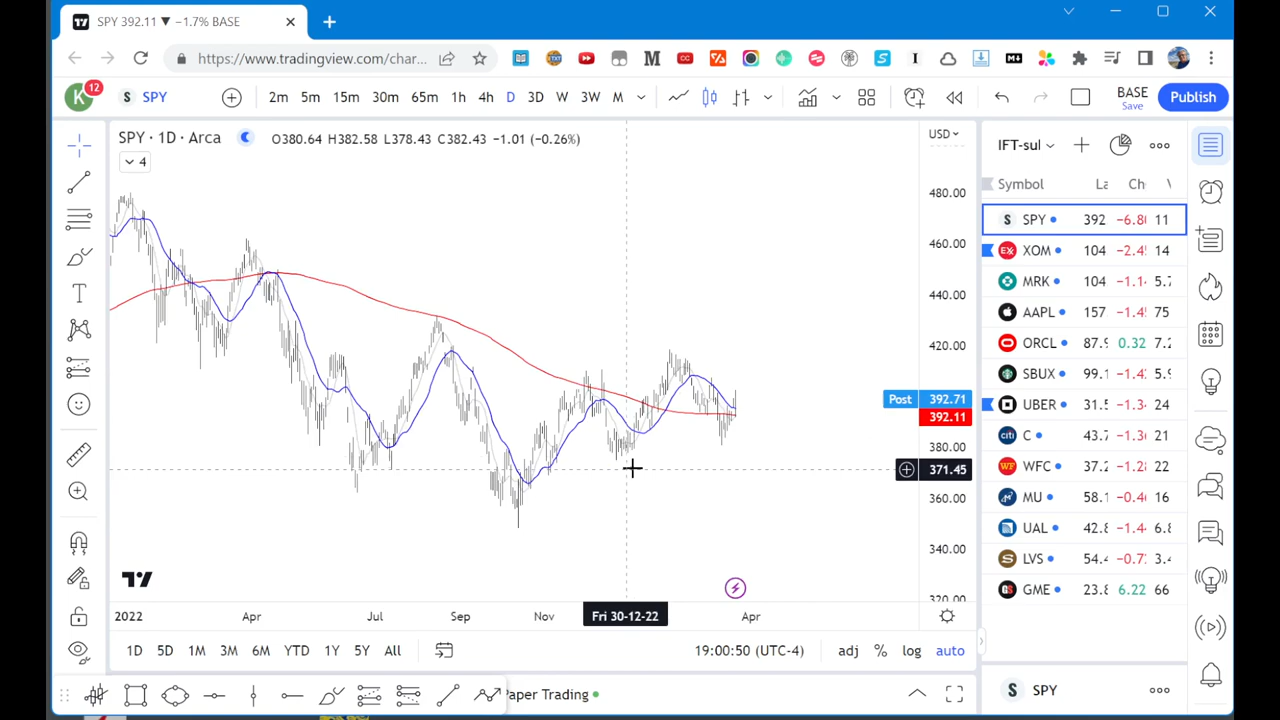 SPY 392.11 ▼ −1.7% BASE
https://www.tradingview.com/char...
K 12 SPY 2m 5m 15m 30m 65m 1h 4h D 3D W 3W M BASE Save Publish
SPY · 1D · Arca O380.64 H382.58 L378.43 C382.43 −1.01 (−0.26%) USD
4
IFT-sul
Symbol La Ch V
480.00
460.00
440.00
420.00
Post 392.71
392.11
380.00
371.45
360.00
340.00
320.00
SPY 392 −6.8 11
XOM 104 −2.4 14
MRK 104 −1.1 5.7
AAPL 157 −1.4 75
ORCL 87.9 0.32 7.2
SBUX 99.1 −1.4 5.9
UBER 31.5 −1.3 24
C 43.7 −1.3 21
WFC 37.2 −1.2 22
MU 58.1 −0.4 16
UAL 42.8 −1.4 6.8
LVS 54.4 −0.7 3.4
GME 23.8 6.22 66
2022 Apr Jul Sep Nov Fri 30-12-22 Apr
1D 5D 1M 3M 6M YTD 1Y 5Y All 19:00:50 (UTC-4) adj % log auto
Paper Trading
S SPY